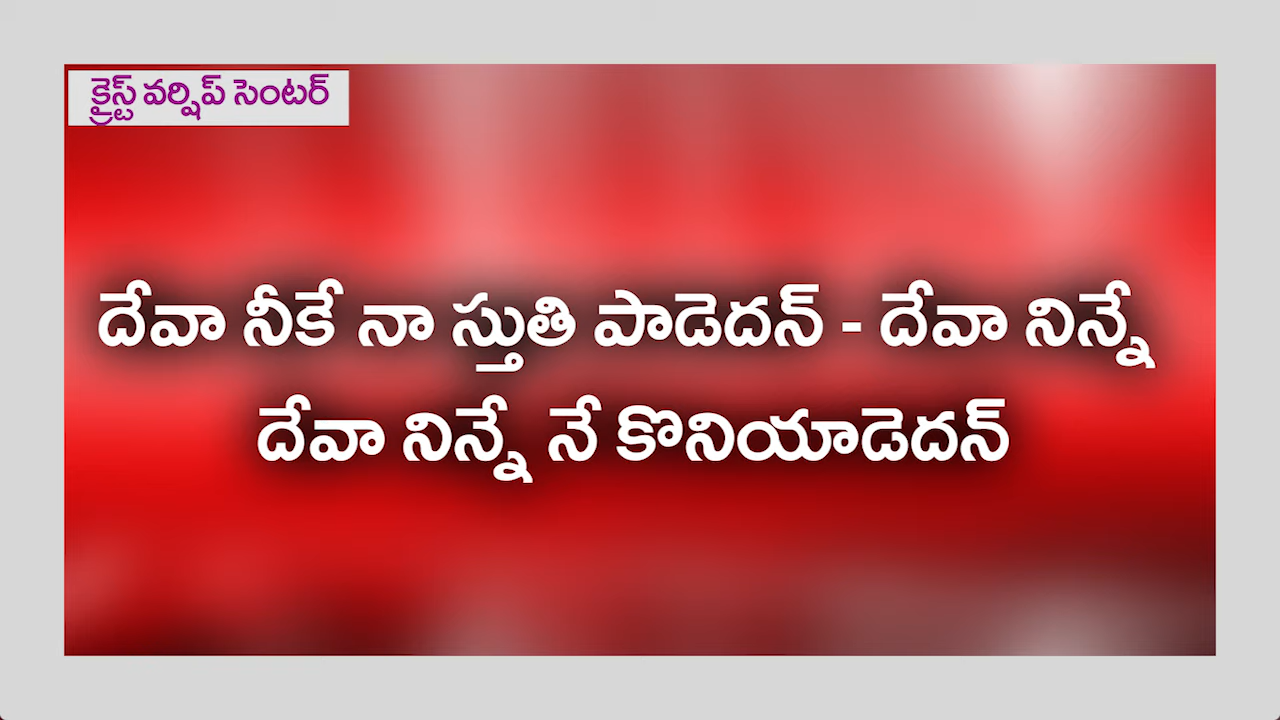 క్రైస్ట్ వర్షిప్ సెంటర్
దేవా నీకే నా స్తుతి పాడెదన్ - దేవా నిన్నే
దేవా నిన్నే నే కొనియాడెదన్